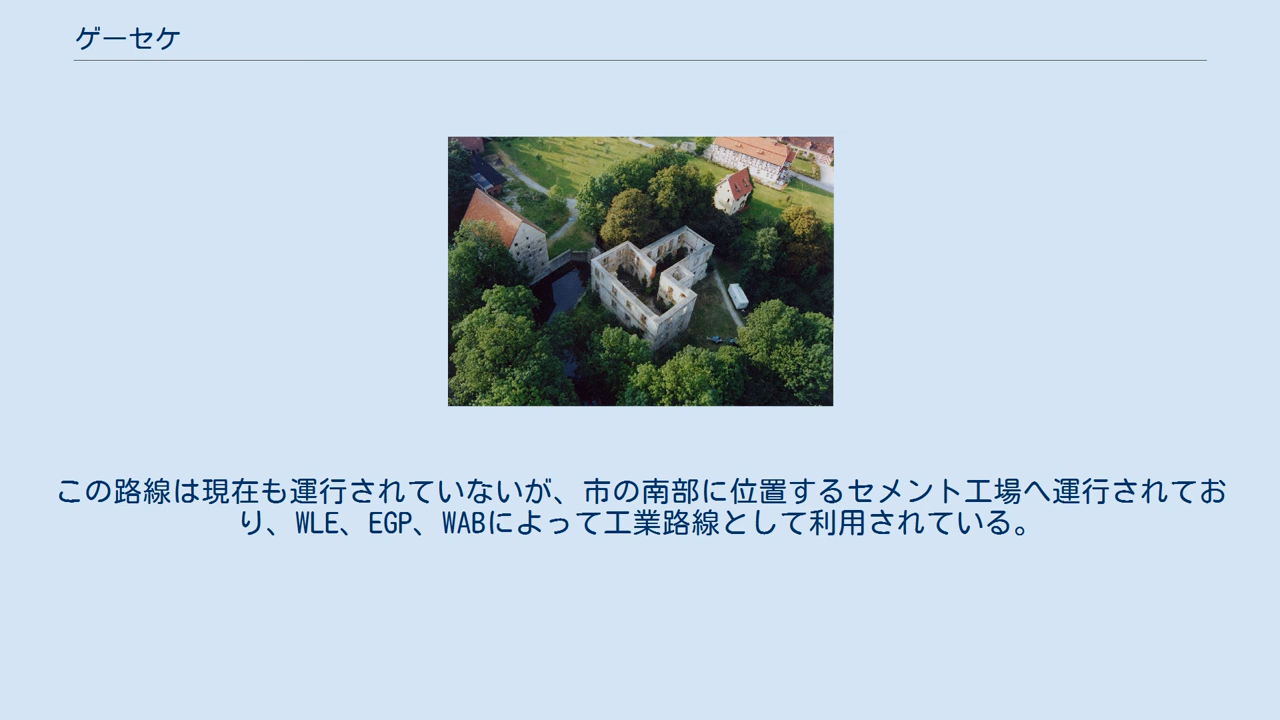 ゲーセケ
この路線は現在も運行されていないが、市の南部に位置するセメント工場へ運行されてお
り、WLE、EGP、WABによって工業路線として利用されている。